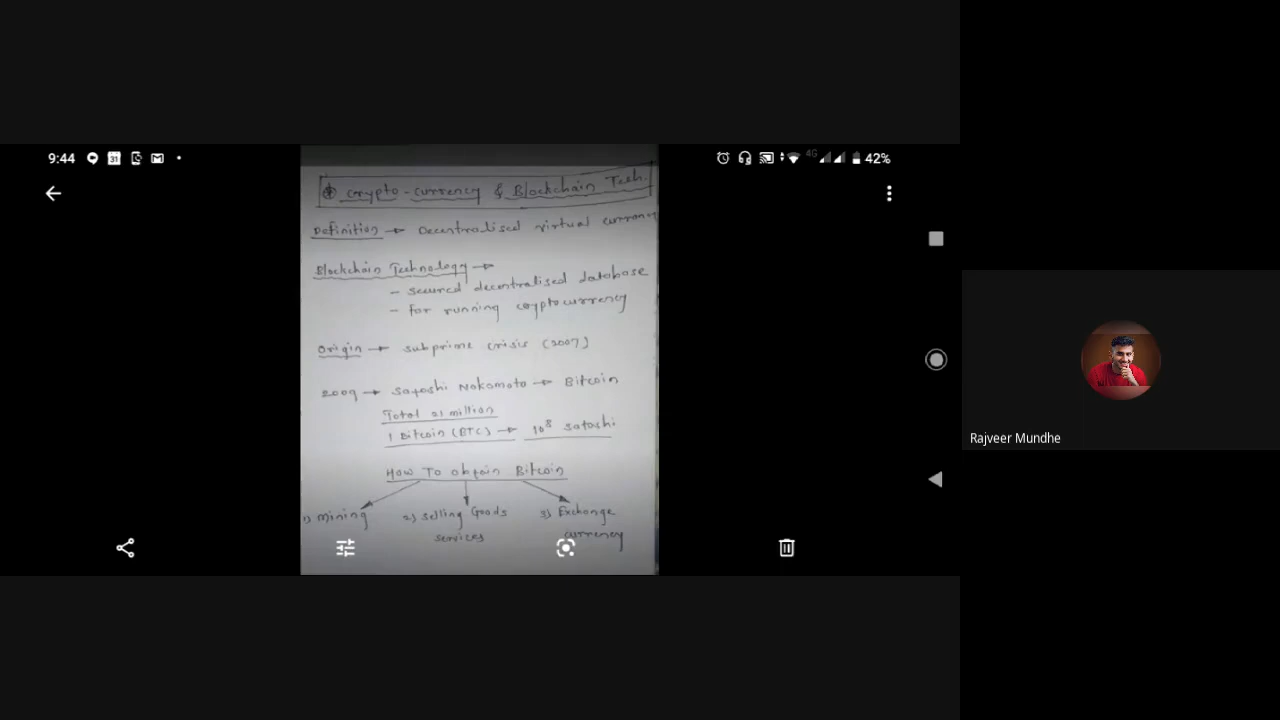 9:44
31
4G
42%
Crypto-currency & Blockchain Tech.
Definition → Decentralised virtual currency
Blockchain Technology →
- secured decentralised database
- for running cryptocurrency
Origin → subprime crisis (2007)
2009 → Satoshi Nakamoto → Bitcoin
Total 21 million
1 Bitcoin (BTC) → 10⁸ satoshi
How To obtain Bitcoin
1) Mining
2) Selling Goods
services
3) Exchange
currency
Rajveer Mundhe